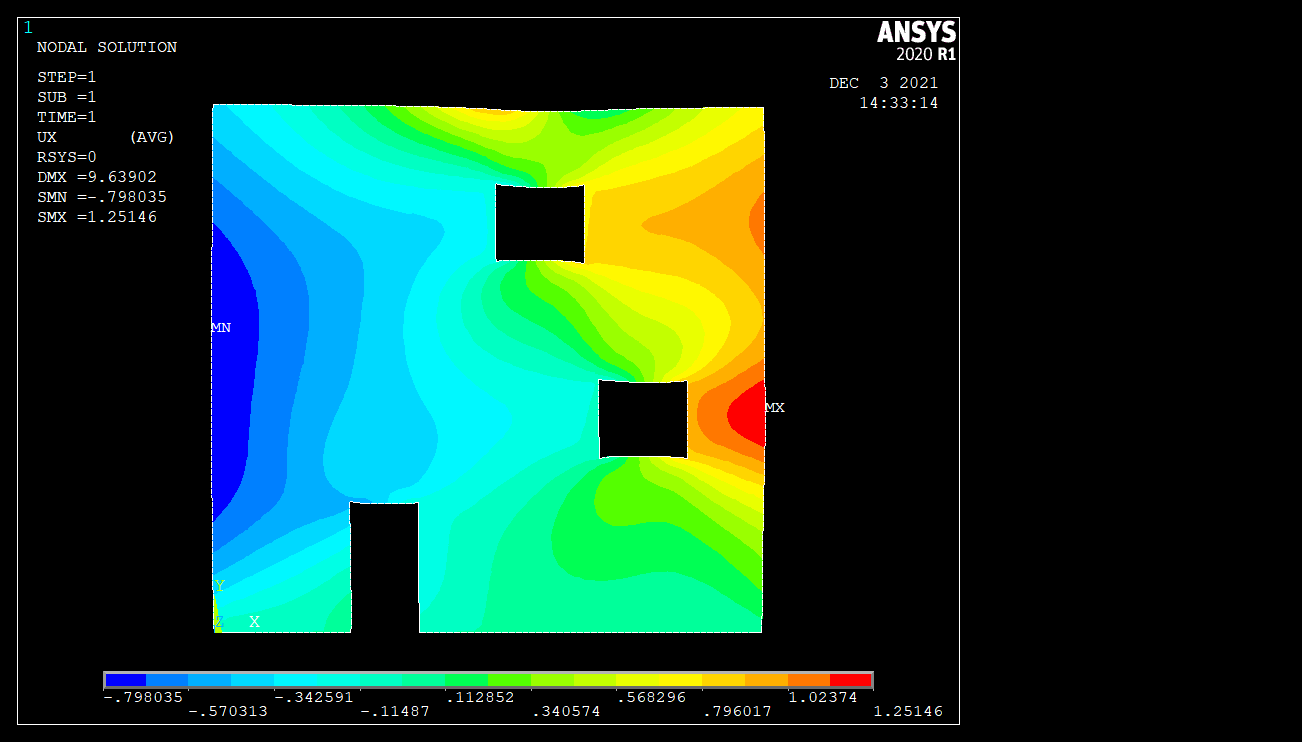 1
ANSYS
2020 R1
NODAL SOLUTION
STEP=1
SUB =1
TIME=1
UX (AVG)
RSYS=0
DMX =9.63902
SMN =-.798035
SMX =1.25146
DEC 3 2021
14:33:14
MN
MX
Y
Z X
-.798035 -.342591 .112852 .568296 1.02374
-.570313 -.11487 .340574 .796017 1.25146